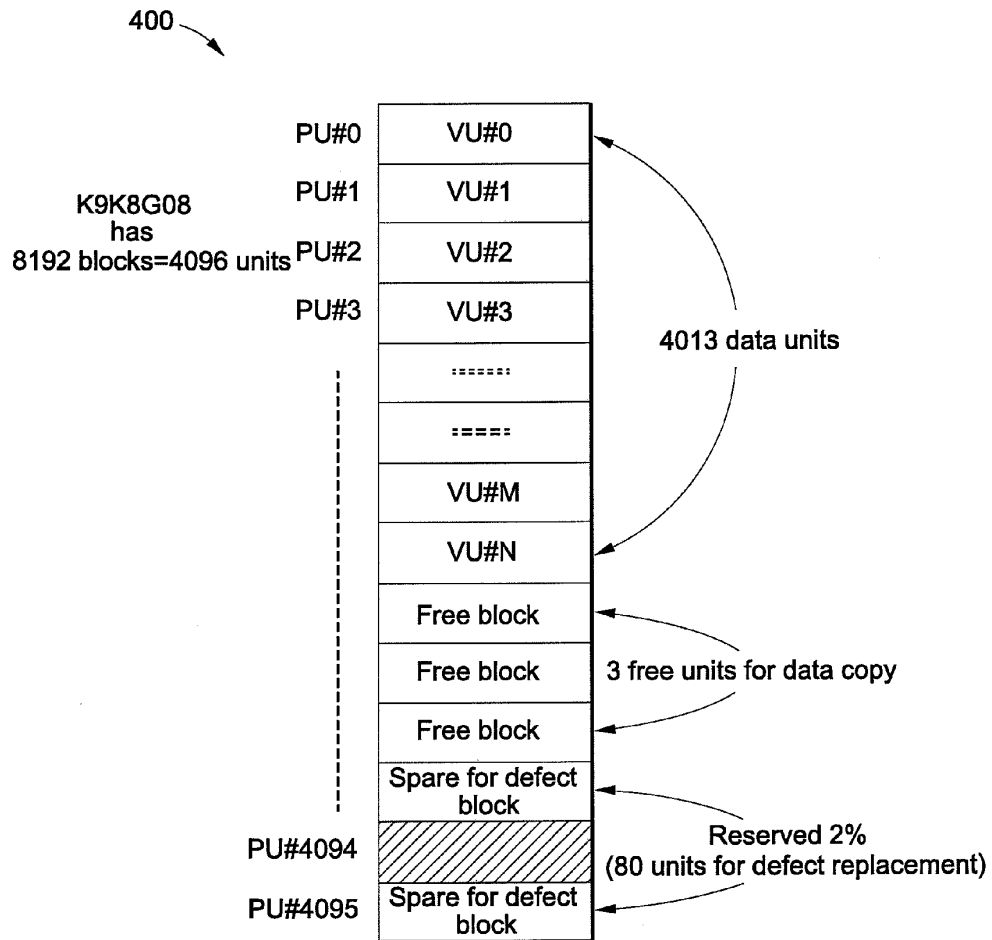 400
PU#0 VU#0
PU#1 VU#1
K9K8G08
has
8192 blocks=4096 units
PU#2 VU#2
PU#3 VU#3
4013 data units
======
======
VU#M
VU#N
Free block
Free block
3 free units for data copy
Free block
Spare for defect
block
Reserved 2%
(80 units for defect replacement)
PU#4094
PU#4095 Spare for defect
block